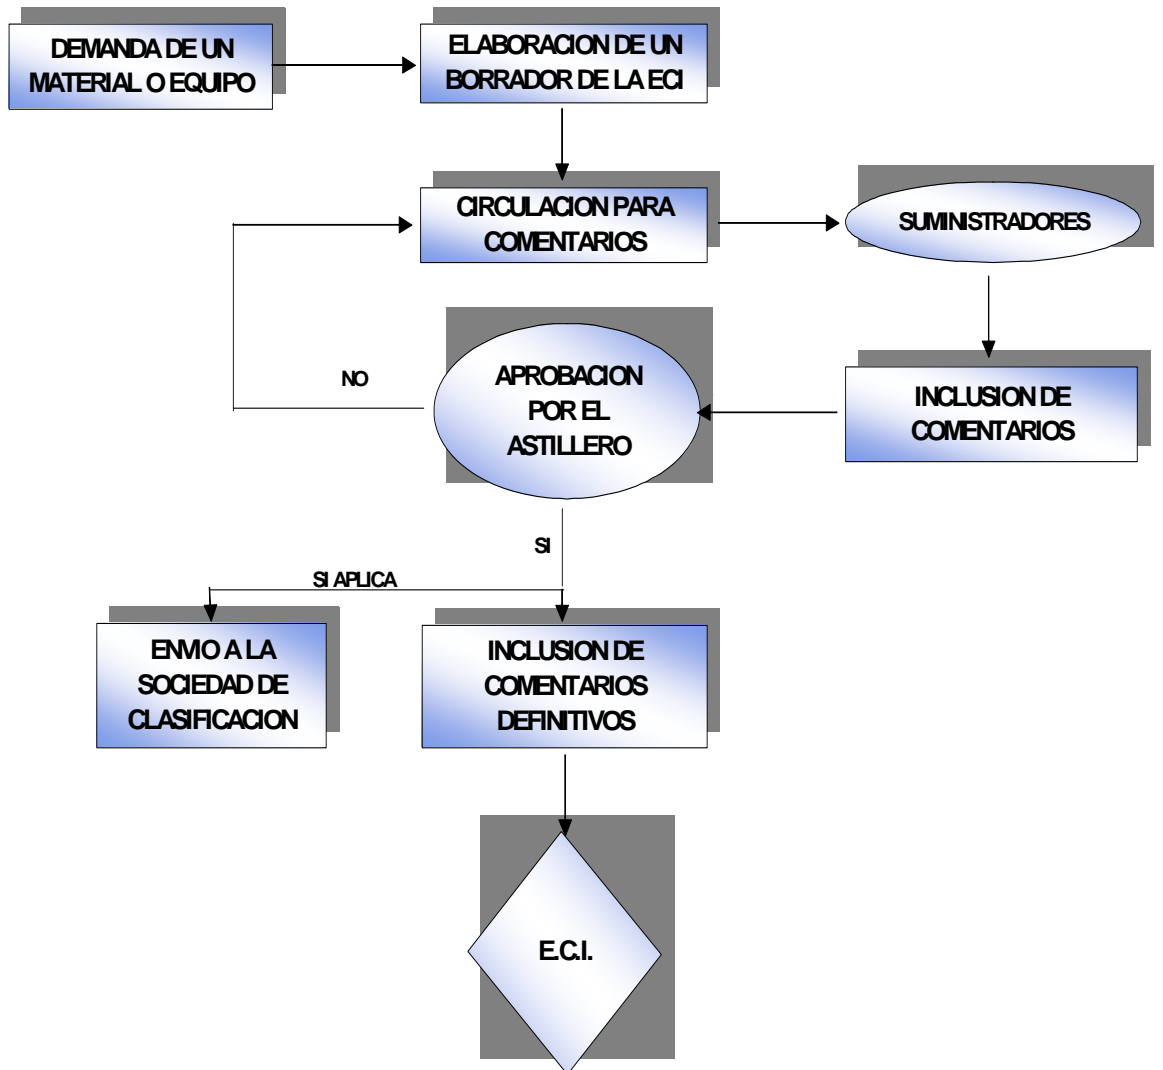 DEMANDA DE UN
MATERIAL O EQUIPO
ELABORACION DE UN
BORRADOR DE LA ECI
CIRCULACION PARA
COMENTARIOS
SUMINISTRADORES
INCLUSION DE
COMENTARIOS
APROBACION
POR EL
ASTILLERO
NO
SI
SI APLICA
ENVIO A LA
SOCIEDAD DE
CLASIFICACION
INCLUSION DE
COMENTARIOS
DEFINITIVOS
E.C.I.